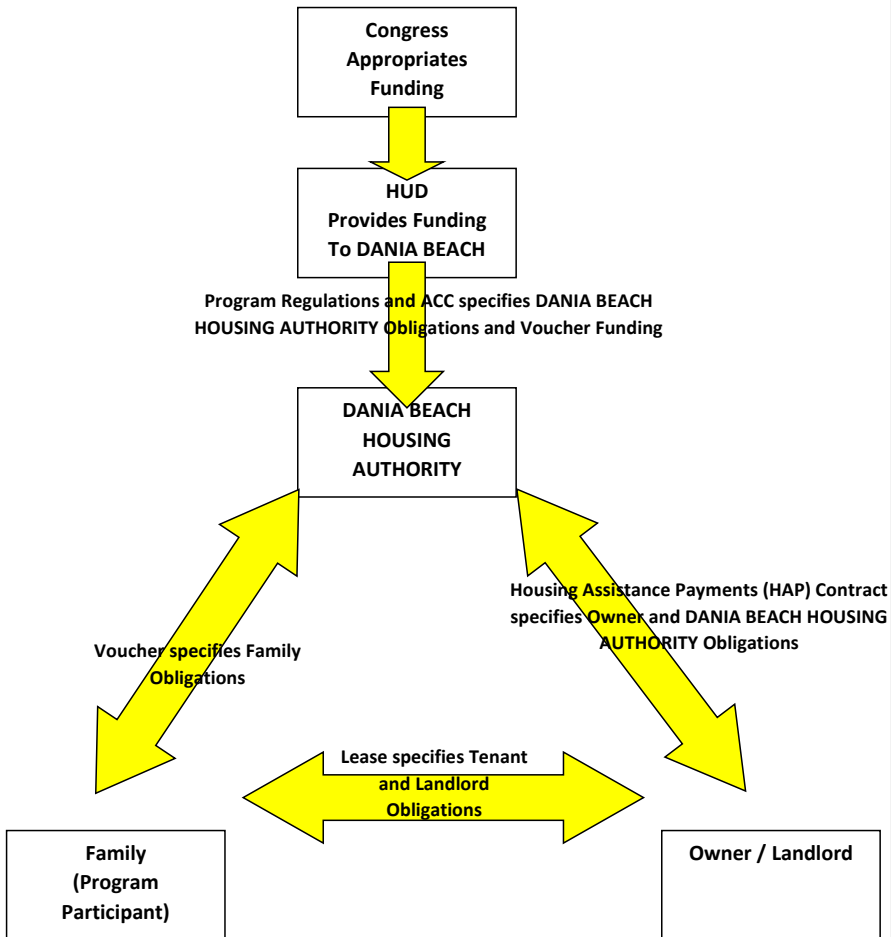 Congress
Appropriates
Funding
HUD
Provides Funding
To DANIA BEACH
Program Regulations and ACC specifies DANIA BEACH
HOUSING AUTHORITY Obligations and Voucher Funding
DANIA BEACH
HOUSING
AUTHORITY
Housing Assistance Payments (HAP) Contract
specifies Owner and DANIA BEACH HOUSING
AUTHORITY Obligations
Voucher specifies Family
Obligations
Lease specifies Tenant
and Landlord
Obligations
Family
(Program
Participant)
Owner / Landlord